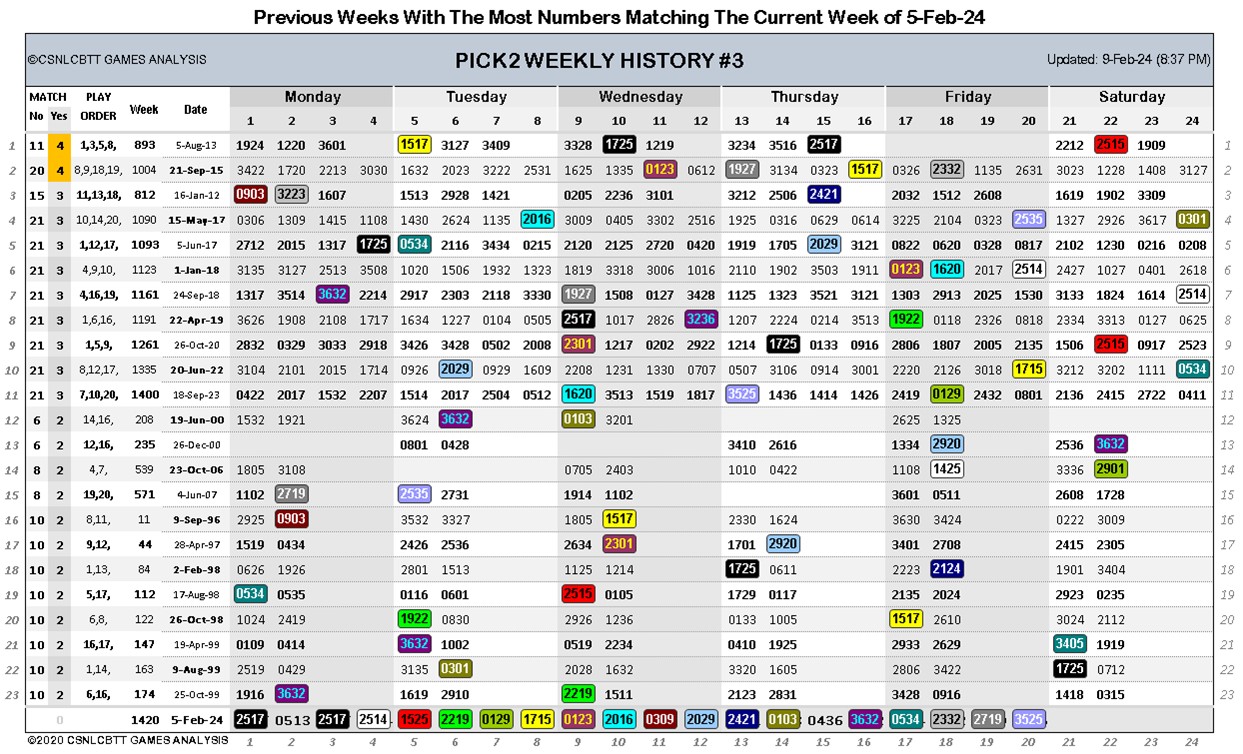 Previous Weeks With The Most Numbers Matching The Current Week of 5-Feb-24
©CSNLCBTT GAMES ANALYSIS PICK2 WEEKLY HISTORY #3 Updated: 9-Feb-24 (8:37 PM)
MATCH PLAY Week Date Monday Tuesday Wednesday Thursday Friday Saturday
No Yes ORDER 1 2 3 4 5 6 7 8 9 10 11 12 13 14 15 16 17 18 19 20 21 22 23 24
1 11 4 1,3,5,8, 893 5-Aug-13 1924 1220 3601 1517 3127 3409 3328 1725 1219 3234 3516 2517 2212 2515 1909 1
2 20 4 8,9,18,19, 1004 21-Sep-15 3422 1720 2213 3030 1632 2023 3222 2531 1625 1335 0123 0612 1927 3134 0123 1517 0326 2332 1135 2631 3023 1228 1408 3127 2
3 15 3 11,13,18, 812 16-Jan-12 0903 3223 1607 1513 2928 1421 0205 2236 3101 3212 2506 2421 2032 1512 2608 1619 1902 3309 3
4 21 3 10,14,20, 1090 15-May-17 0306 1309 1415 1108 4430 2624 1135 2016 3009 0405 3302 2516 1925 0316 0629 0614 2225 2104 0323 2535 1327 2926 3617 0301 4
5 21 3 1,12,17, 1093 5-Jun-17 2712 2015 1317 1725 0534 2116 3434 0215 2120 2125 2720 0420 1919 1705 2029 3121 0822 0620 0328 0817 2102 1230 0216 0208 5
6 21 3 4,9,10, 1123 1-Jan-18 3135 3127 2513 3508 1020 1506 1932 1323 1819 3318 3006 1016 2110 1902 3503 1911 0123 1620 2017 2514 2427 1027 0401 2618 6
7 21 3 4,16,19, 1161 24-Sep-18 1317 3514 3632 2214 2917 2303 2118 3330 1927 1508 0127 3428 1125 1323 3521 3121 1303 2913 2025 1530 3133 1824 1614 2514 7
8 21 3 1,6,16, 1191 22-Apr-19 3626 1908 2108 1717 1634 1227 0104 0505 2517 1017 2826 3236 1207 2224 0214 3513 1922 0118 2326 0818 2334 3313 0127 0625 8
9 21 3 1,5,9, 1261 26-Oct-20 2832 0329 3033 2918 3426 3428 0502 2008 2301 1217 0202 2922 1214 1725 0133 0916 2806 1807 2005 2135 1506 2515 0917 2523 9
10 21 3 8,12,17, 1335 20-Jun-22 3104 2101 2015 1714 0926 2029 0929 1609 2208 1231 1330 0707 0507 3106 0914 3001 2220 2126 3018 1715 3212 3202 1111 0534 10
11 21 3 7,10,20, 1400 18-Sep-23 0422 2017 1532 2207 1514 2017 2504 0512 1620 3513 1519 1817 3525 1436 1414 1426 2419 0129 2432 0801 2136 2415 2722 0411 11
12 6 2 14,16, 208 19-Jun-00 1532 1921 3624 3632 0103 3201 2625 1325 12
13 6 2 12,16, 235 26-Dec-00 0801 0428 3410 2616 1334 2920 2536 3632 13
14 8 2 4,7, 539 23-Oct-06 1805 3108 0705 2403 1010 0422 1108 1425 3336 2901 14
15 8 2 19,20, 571 4-Jun-07 1102 2719 2535 2731 1914 1102 3601 0511 2608 1728 15
16 10 2 8,11, 11 9-Sep-96 2925 0903 3532 3327 1805 1517 2330 1624 3630 3424 0222 3009 16
17 10 2 9,12, 44 28-Apr-97 1519 0434 2426 2536 2634 2301 1701 2920 3401 2708 2415 2305 17
18 10 2 1,13, 84 2-Feb-98 0626 1926 2801 1513 1125 1214 1725 0611 2223 2124 1901 3404 18
19 10 2 5,17, 112 17-Aug-98 0534 0535 0116 0601 2515 0105 1729 0117 2135 2024 2923 0235 19
20 10 2 6,8, 122 26-Oct-98 1024 2419 1922 0830 2926 1236 0133 1005 1517 2610 3024 2112 20
21 10 2 16,17, 147 19-Apr-99 0109 0414 3632 1002 0519 2234 0410 1925 2933 2629 3405 1919 21
22 10 2 1,14, 163 9-Aug-99 2519 0429 3135 0301 2028 1632 3320 1605 2806 3422 1725 0712 22
23 10 2 6,16, 174 25-Oct-99 1916 3632 1619 2910 2219 1511 2123 2831 3428 0916 1418 0315 23
0 1420 5-Feb-24 2517 0513 2517 2514 1525 2219 0129 1715 0123 2016 0309 2029 2421 0103 0436 3632 0534 2332 2719 3525
©2020 CSNLCBTT GAMES ANALYSIS 1 2 3 4 5 6 7 8 9 10 11 12 13 14 15 16 17 18 19 20 21 22 23 24